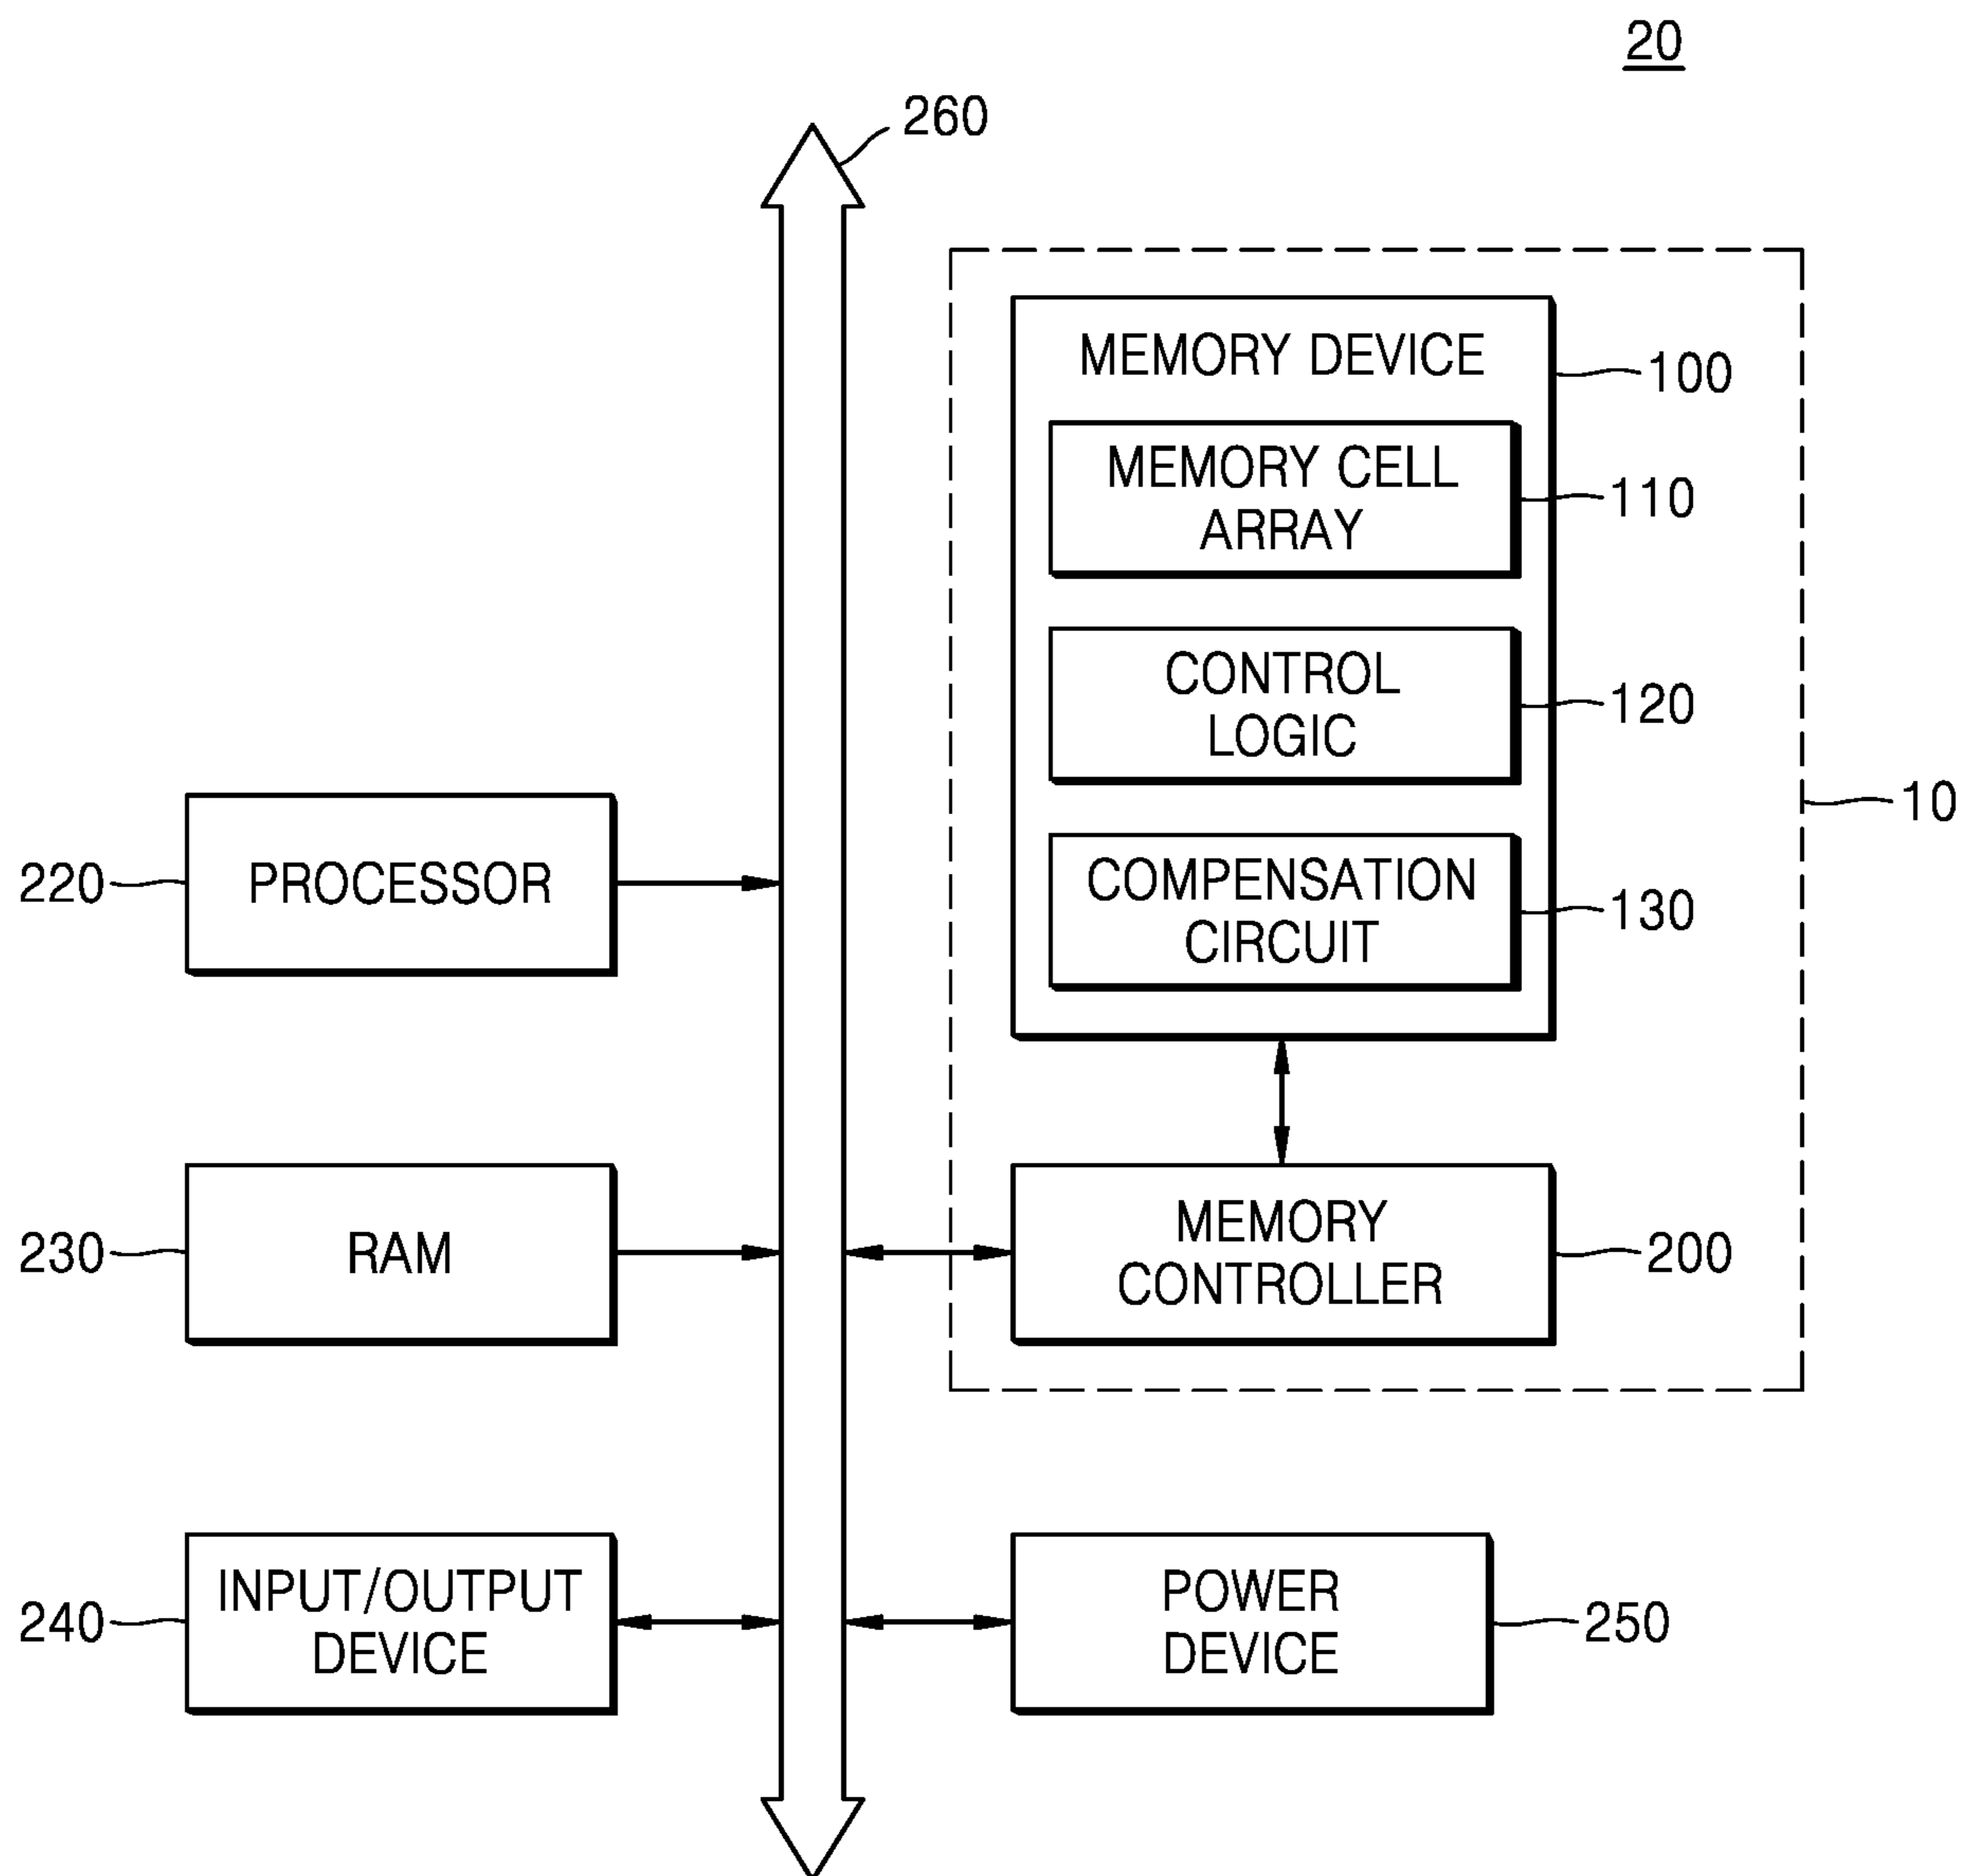 20
260
MEMORY DEVICE
100
MEMORY CELL
ARRAY
110
CONTROL
LOGIC
120
10
COMPENSATION
CIRCUIT
130
220
PROCESSOR
230
RAM
MEMORY
CONTROLLER
200
240
INPUT/OUTPUT
DEVICE
POWER
DEVICE
250